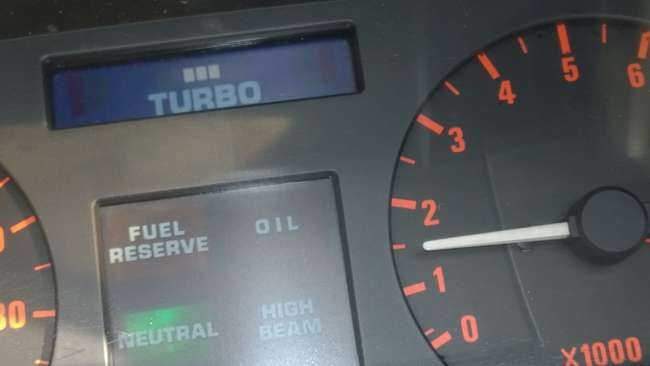 TURBO
FUEL
RESERVE
OIL
NEUTRAL
HIGH
BEAM
0
1
2
3
4
5
6
X1000